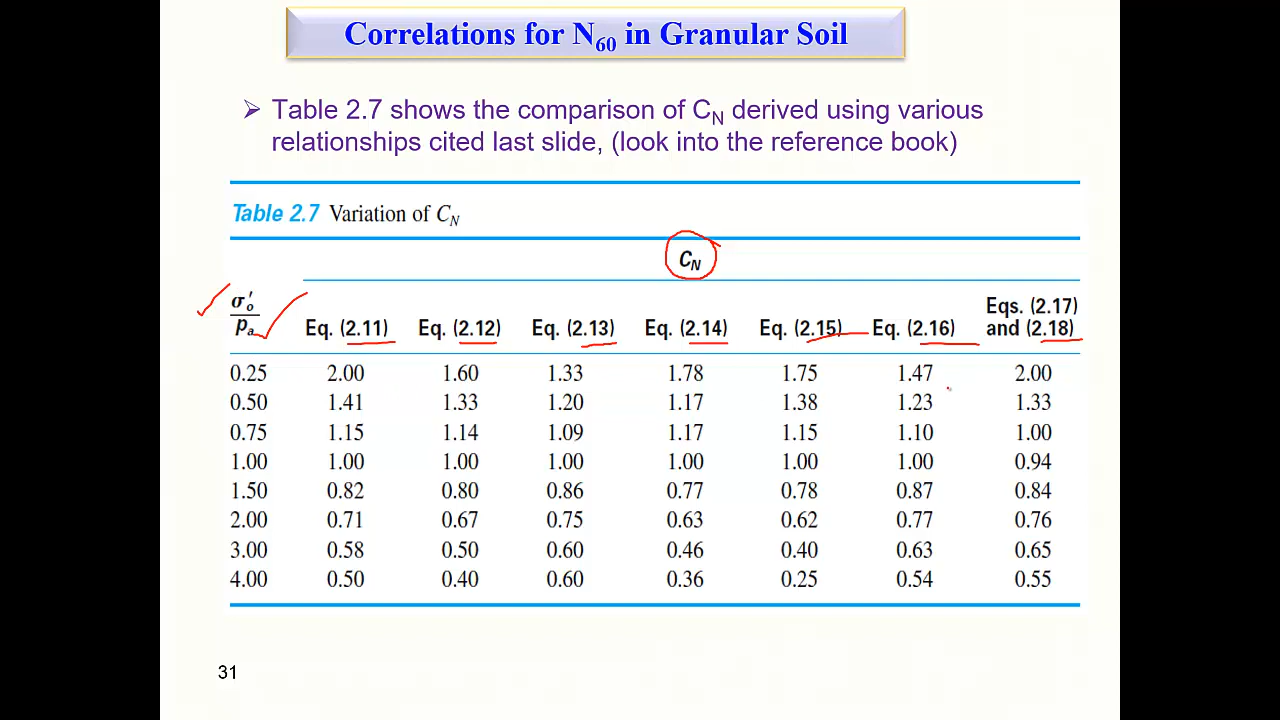 Correlations for N60 in Granular Soil
➢ Table 2.7 shows the comparison of CN derived using various
relationships cited last slide, (look into the reference book)
Table 2.7 Variation of CN
CN
σ′o / pa Eq. (2.11) Eq. (2.12) Eq. (2.13) Eq. (2.14) Eq. (2.15) Eq. (2.16) Eqs. (2.17) and (2.18)
0.25 2.00 1.60 1.33 1.78 1.75 1.47 2.00
0.50 1.41 1.33 1.20 1.17 1.38 1.23 1.33
0.75 1.15 1.14 1.09 1.17 1.15 1.10 1.00
1.00 1.00 1.00 1.00 1.00 1.00 1.00 0.94
1.50 0.82 0.80 0.86 0.77 0.78 0.87 0.84
2.00 0.71 0.67 0.75 0.63 0.62 0.77 0.76
3.00 0.58 0.50 0.60 0.46 0.40 0.63 0.65
4.00 0.50 0.40 0.60 0.36 0.25 0.54 0.55
31